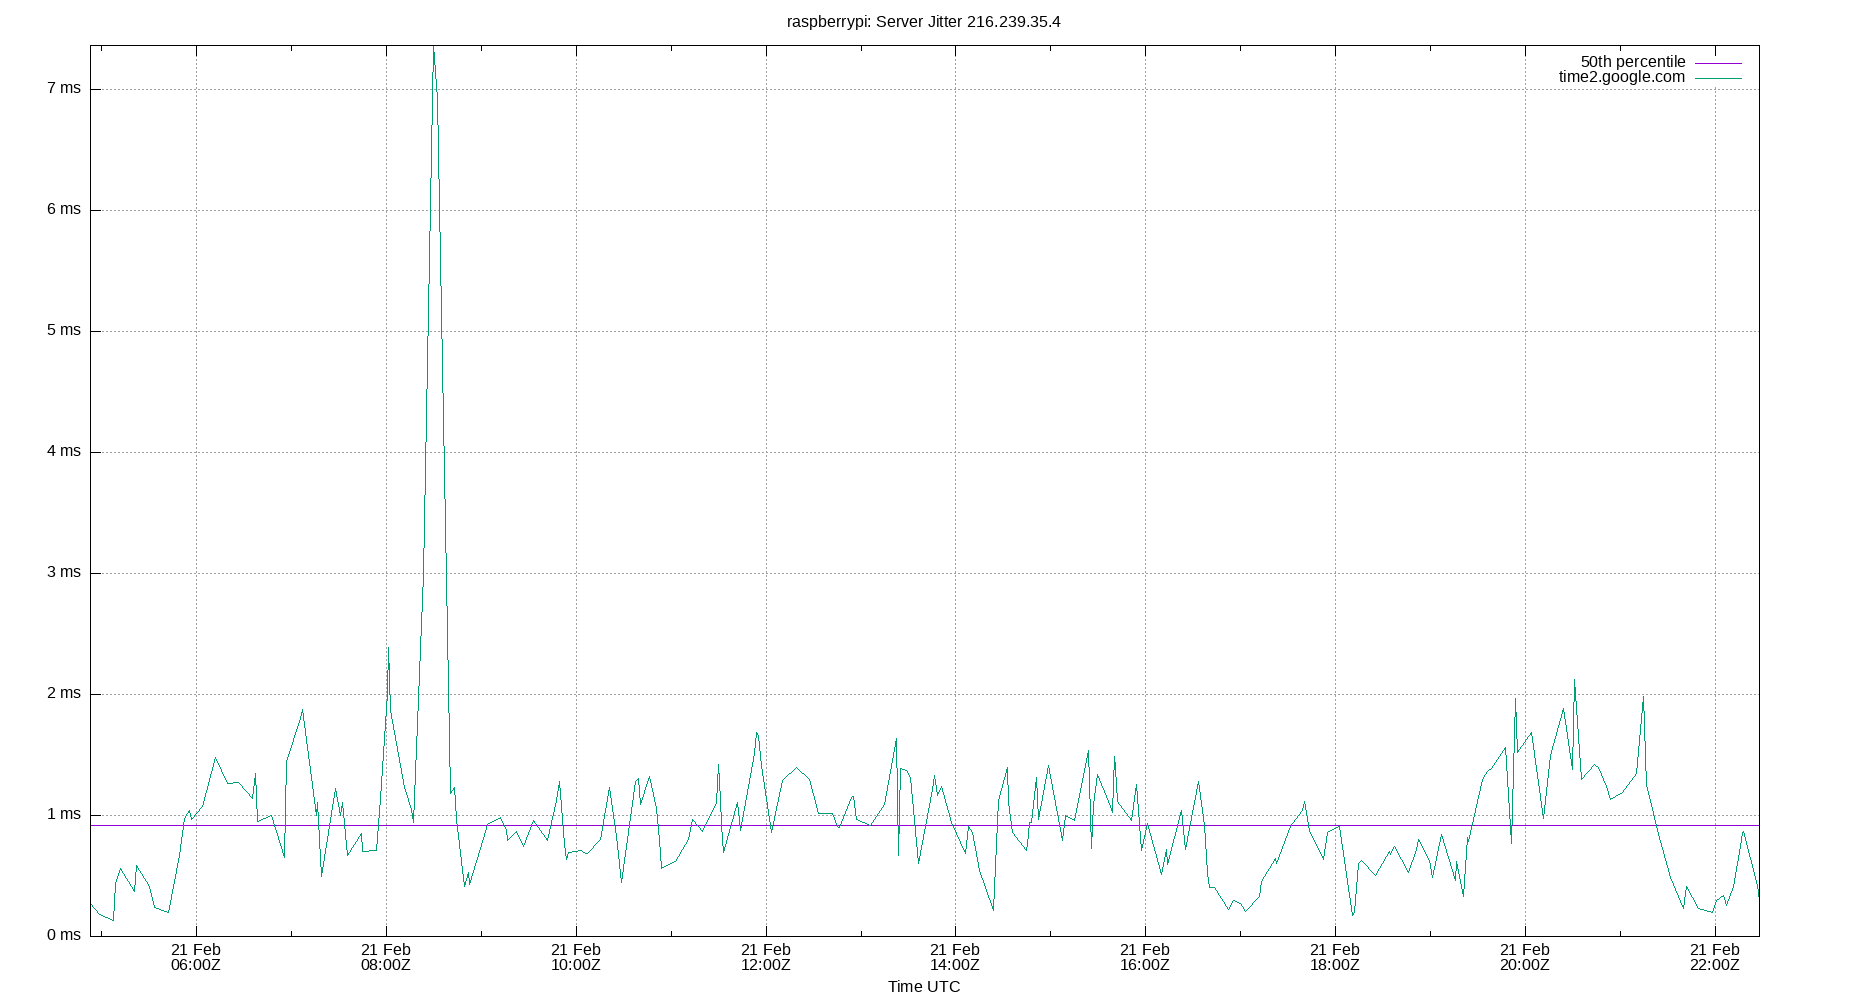 raspberrypi: Server Jitter 216.239.35.4
50th percentile
time2.google.com
7 ms
6 ms
5 ms
4 ms
3 ms
2 ms
1 ms
0 ms
21 Feb 21 Feb 21 Feb 21 Feb 21 Feb 21 Feb 21 Feb 21 Feb 21 Feb
06:00Z 08:00Z 10:00Z 12:00Z 14:00Z 16:00Z 18:00Z 20:00Z 22:00Z
Time UTC